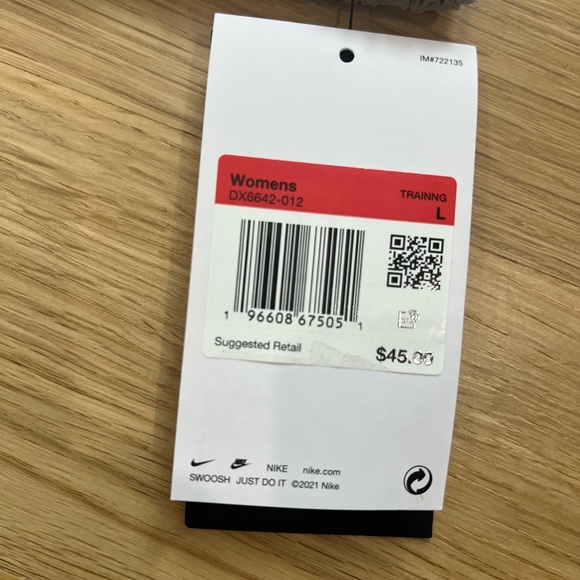 IM#722135
Womens
DX6642-012
TRAINNG
L
1 96608 67505 1
Suggested Retail
$45.00
NIKE nike.com
SWOOSH JUST DO IT ©2021 Nike